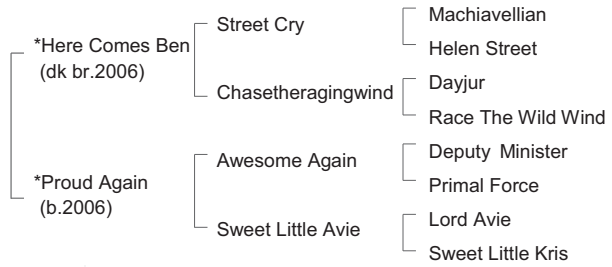 Machiavellian
Street Cry
*Here Comes Ben
Helen Street
(dk br.2006)
Dayjur
Chasetheragingwind
Race The Wild Wind
Deputy Minister
Awesome Again
*Proud Again
Primal Force
(b.2006)
Lord Avie
Sweet Little Avie
Sweet Little Kris